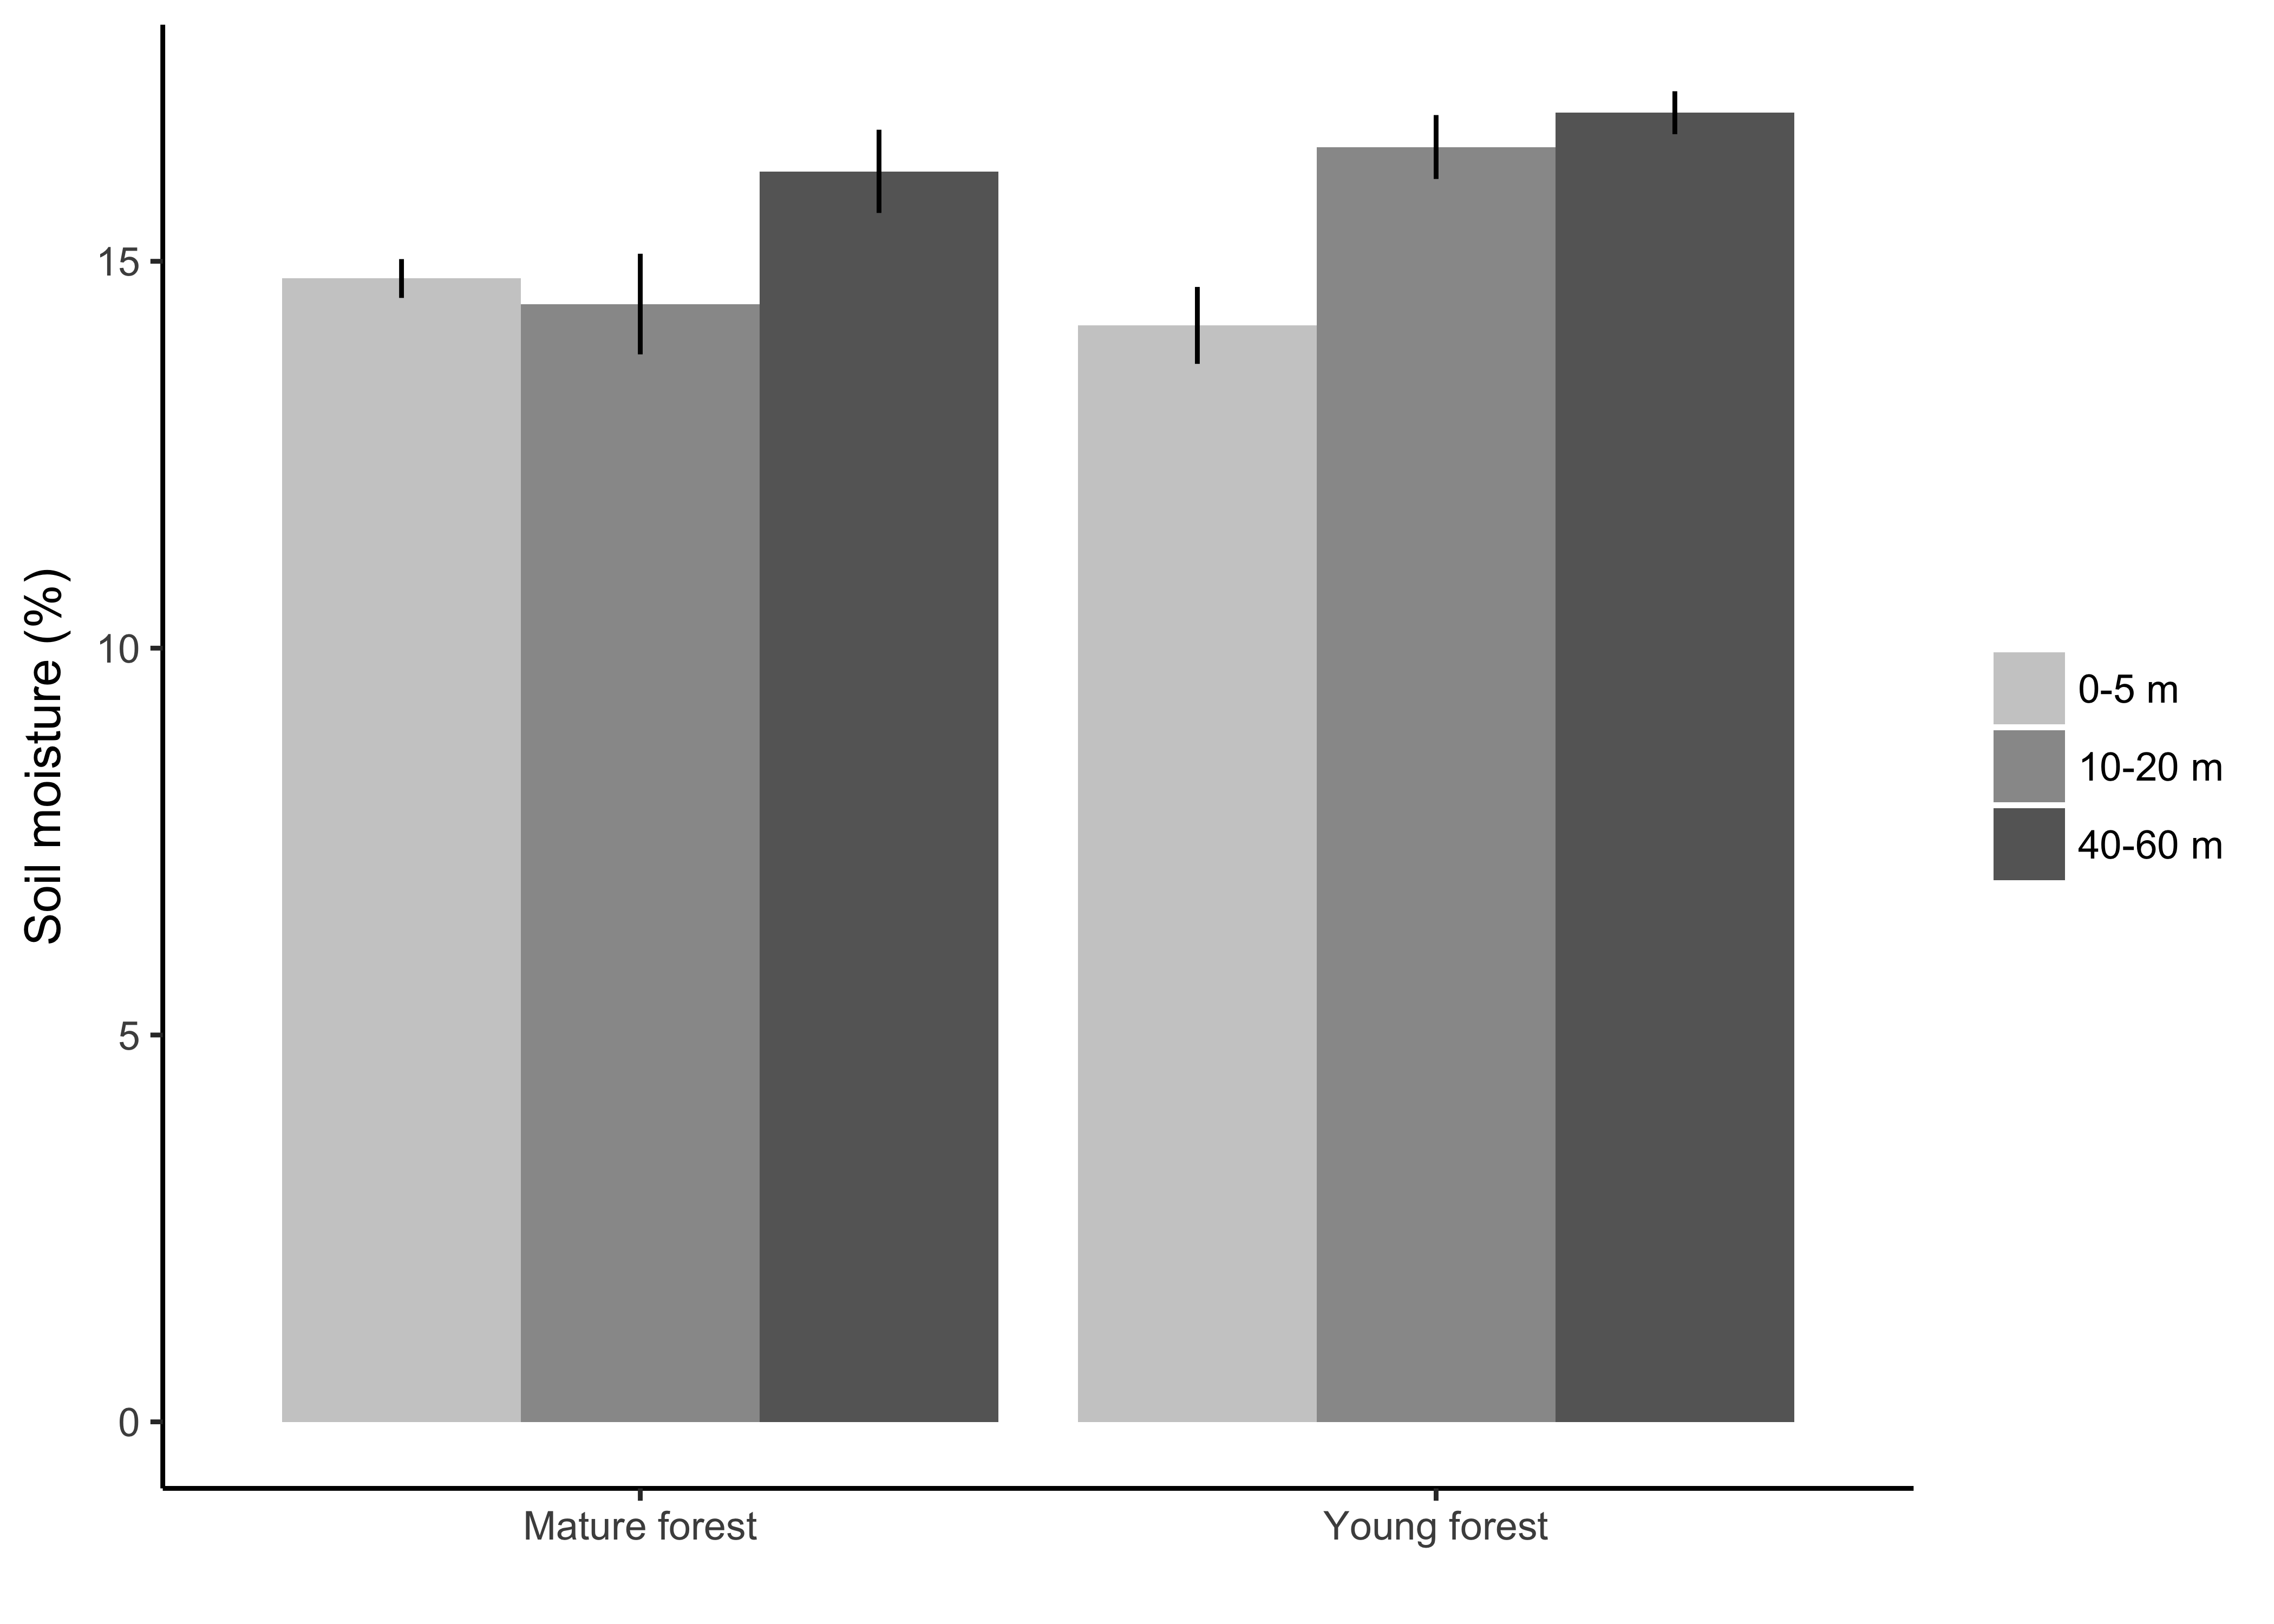 Soil moisture (%)
15
10
5
0
Mature forest
Young forest
0-5 m
10-20 m
40-60 m